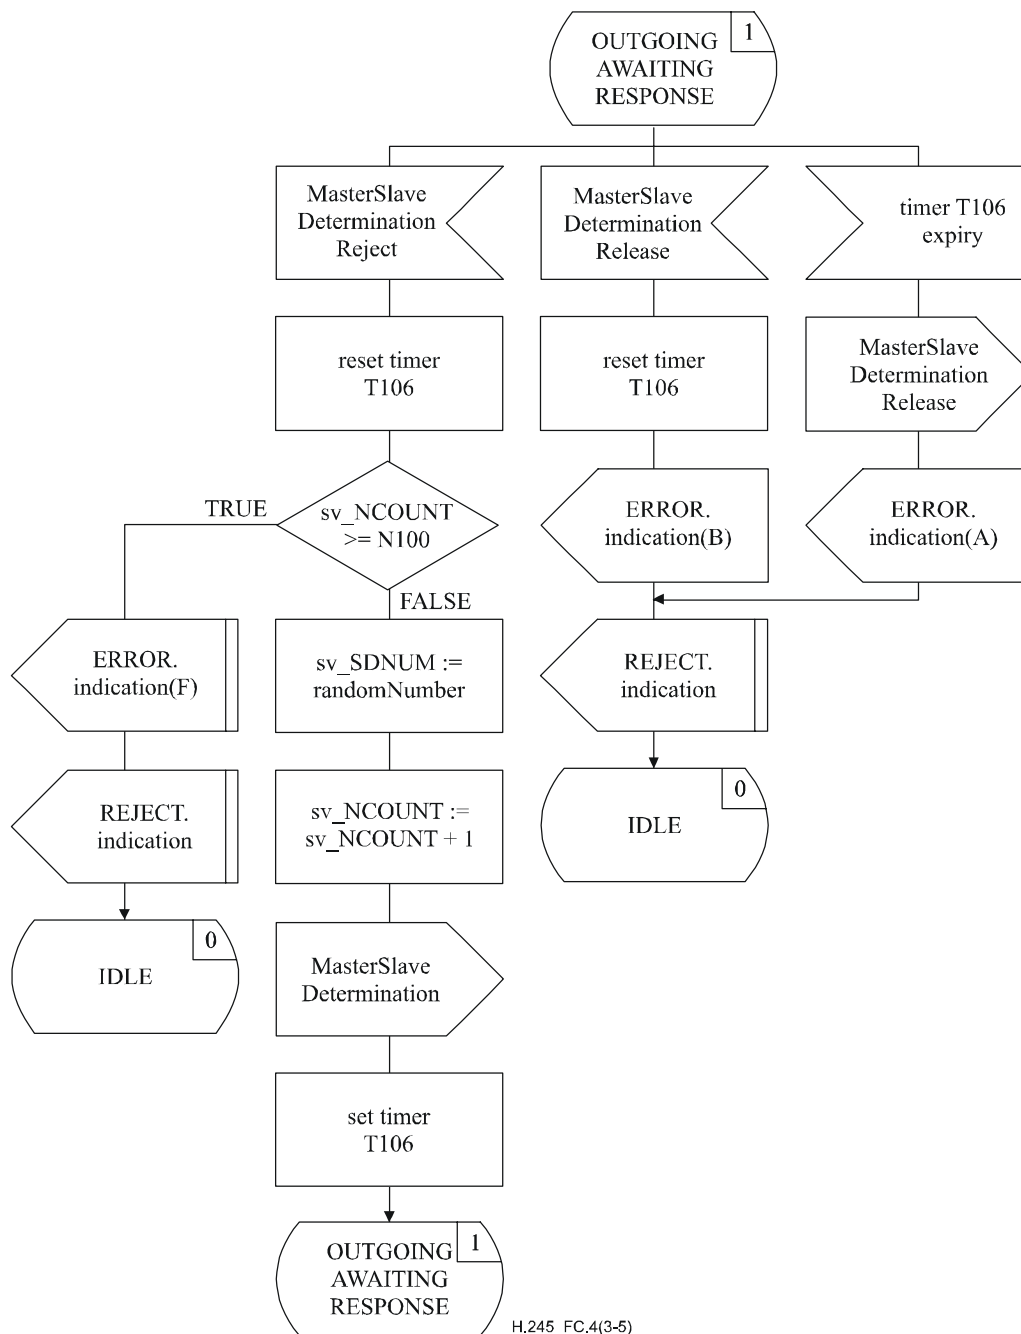 OUTGOING
AWAITING
RESPONSE
1
MasterSlave
Determination
Reject
MasterSlave
Determination
Release
timer T106
expiry
reset timer
T106
reset timer
T106
MasterSlave
Determination
Release
TRUE
sv_NCOUNT
>= N100
FALSE
ERROR.
indication(B)
ERROR.
indication(A)
ERROR.
indication(F)
sv_SDNUM :=
randomNumber
REJECT.
indication
REJECT.
indication
sv_NCOUNT :=
sv_NCOUNT + 1
IDLE
0
IDLE
0
MasterSlave
Determination
set timer
T106
OUTGOING
AWAITING
RESPONSE
1
H.245_FC.4(3-5)